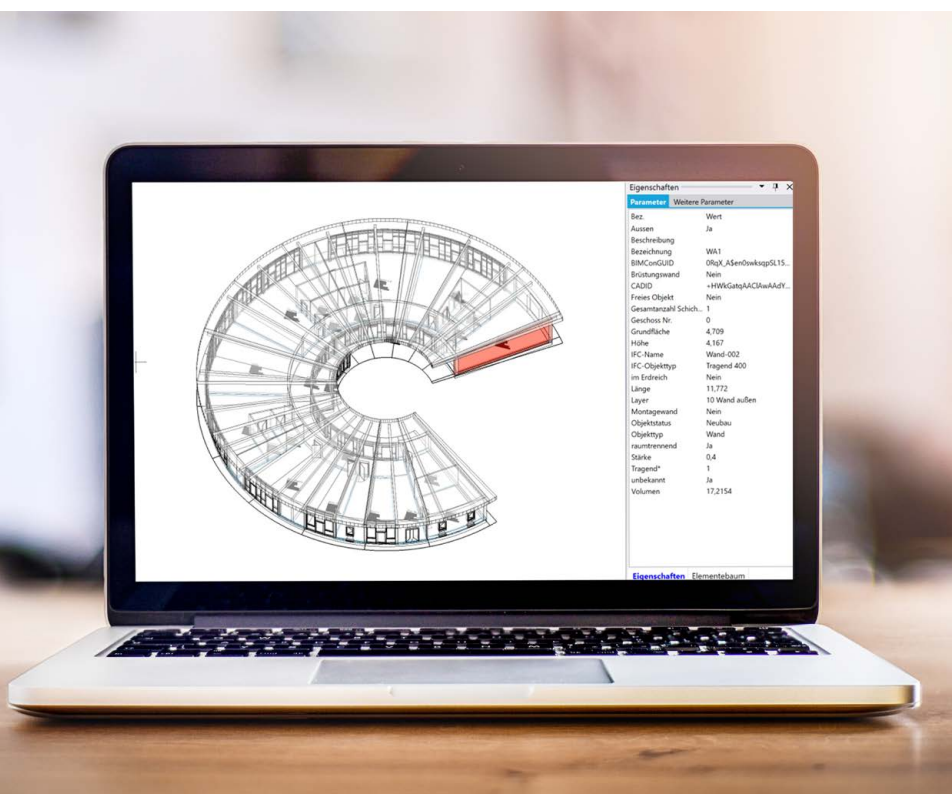 Eigenschaften
Parameter Weitere Parameter
Bez. Wert
Aussen Ja
Beschreibung
Bezeichnung WA1
BIMConGUID 0RqX_A$en0swksqpSL15...
Brüstungswand Nein
CADID +HWkGatqAACIAwAAdY...
Freies Objekt Nein
Gesamtanzahl Schich... 1
Geschoss Nr. 0
Grundfläche 4,709
Höhe 4,167
IFC-Name Wand-002
IFC-Objekttyp Tragend 400
im Erdreich Nein
Länge 11,772
Layer 10 Wand außen
Montagewand Nein
Objektstatus Neubau
Objekttyp Wand
raumtrennend Ja
Stärke 0,4
Tragend* 1
unbekannt Ja
Volumen 17,2154
Eigenschaften Elementebaum